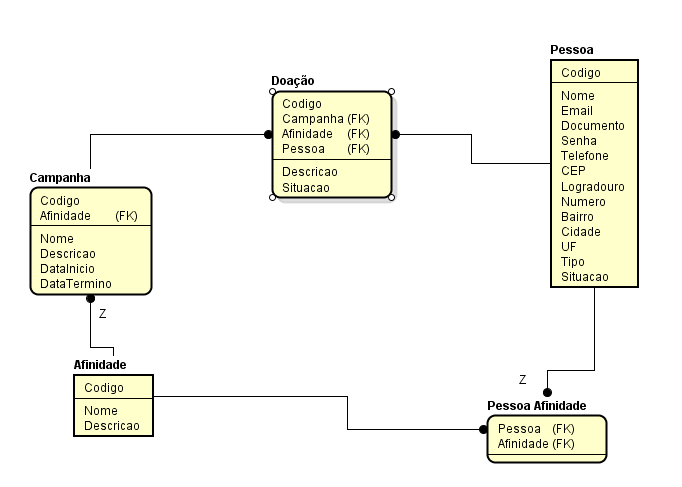 Pessoa
Codigo
Nome
Email
Documento
Senha
Telefone
CEP
Logradouro
Numero
Bairro
Cidade
UF
Tipo
Situacao
Doação
Codigo
Campanha (FK)
Afinidade (FK)
Pessoa (FK)
Descricao
Situacao
Campanha
Codigo
Afinidade (FK)
Nome
Descricao
DataInicio
DataTermino
Z
Afinidade
Codigo
Nome
Descricao
Z
Pessoa Afinidade
Pessoa (FK)
Afinidade (FK)